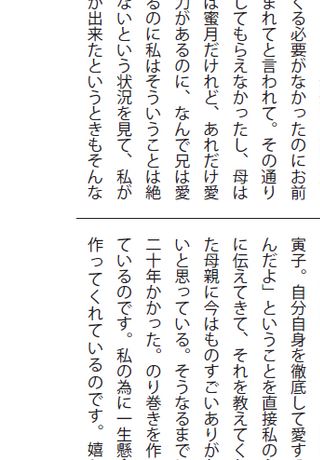 くる必要がなかったのにお前
まれてと言われて。その通り
してもらえなかったし、母は
は蜜月だけれど、あれだけ愛
力があるのに、なんで兄は愛
るのに私はそういうことは絶
ないという状況を見て、私が
が出来たというときもそんな
寅子。自分自身を徹底して愛す
んだよ」ということを直接私の
に伝えてきて、それを教えてく
た母親に今はものすごいありが
いと思っている。そうなるまで
二十年かかった。のり巻きを作
ているのです。私の為に一生懸
作ってくれているのです。嬉